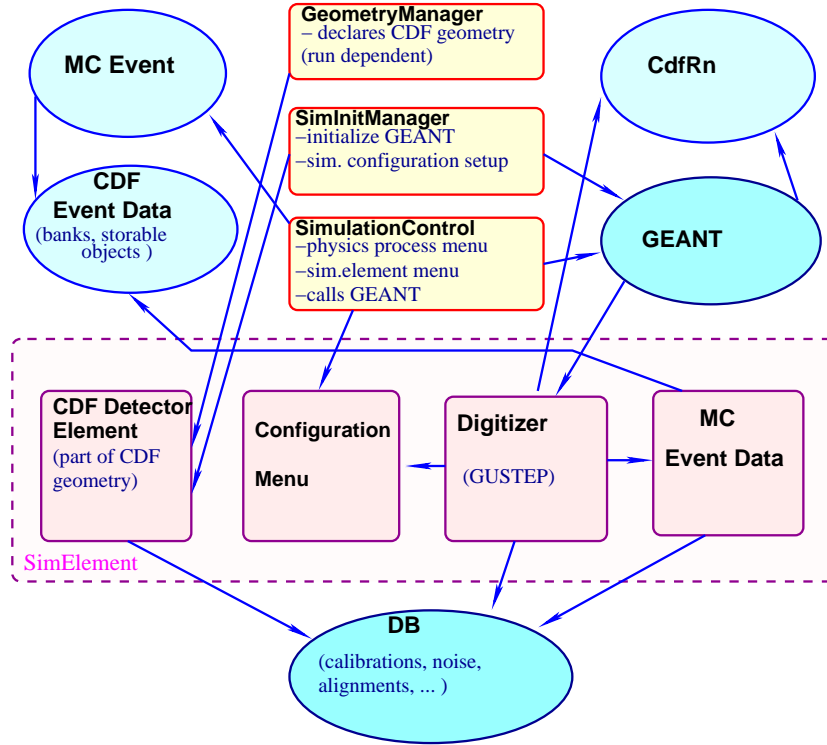 GeometryManager
– declares CDF geometry
(run dependent)
MC Event
CdfRn
SimInitManager
–initialize GEANT
–sim. configuration setup
CDF
Event Data
(banks, storable
objects )
SimulationControl
–physics process menu
–sim.element menu
–calls GEANT
GEANT
CDF Detector
Element
(part of CDF
geometry)
Configuration
Menu
Digitizer
(GUSTEP)
MC
Event Data
SimElement
DB
(calibrations, noise,
alignments, ... )